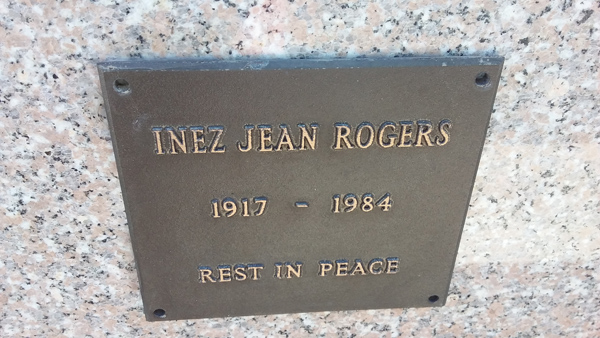 INEZ JEAN ROGERS
1917 - 1984
REST IN PEACE